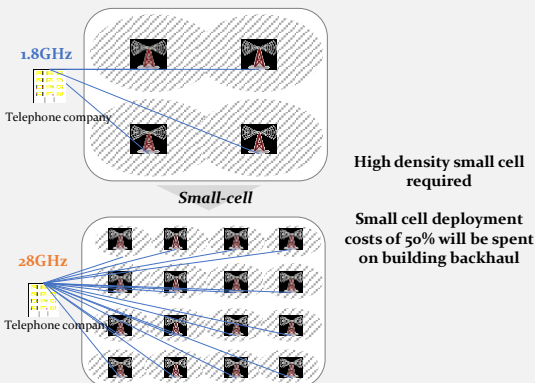 1.8GHz
Telephone company
Small-cell
28GHz
Telephone company
High density small cell
required
Small cell deployment
costs of 50% will be spent
on building backhaul